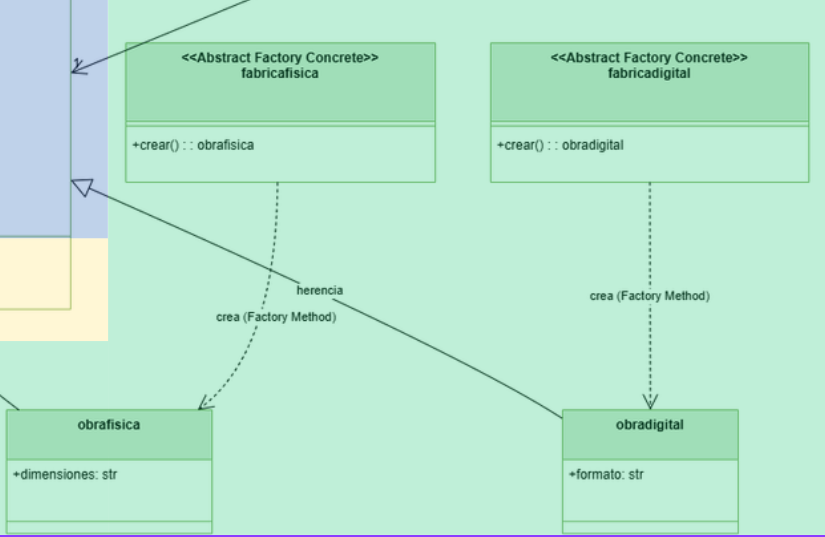 1
<<Abstract Factory Concrete>>
fabricafisica
+crear() : : obrafisica
<<Abstract Factory Concrete>>
fabricadigital
+crear() : : obradigital
herencia
crea (Factory Method)
crea (Factory Method)
obrafisica
+dimensiones: str
obradigital
+formato: str